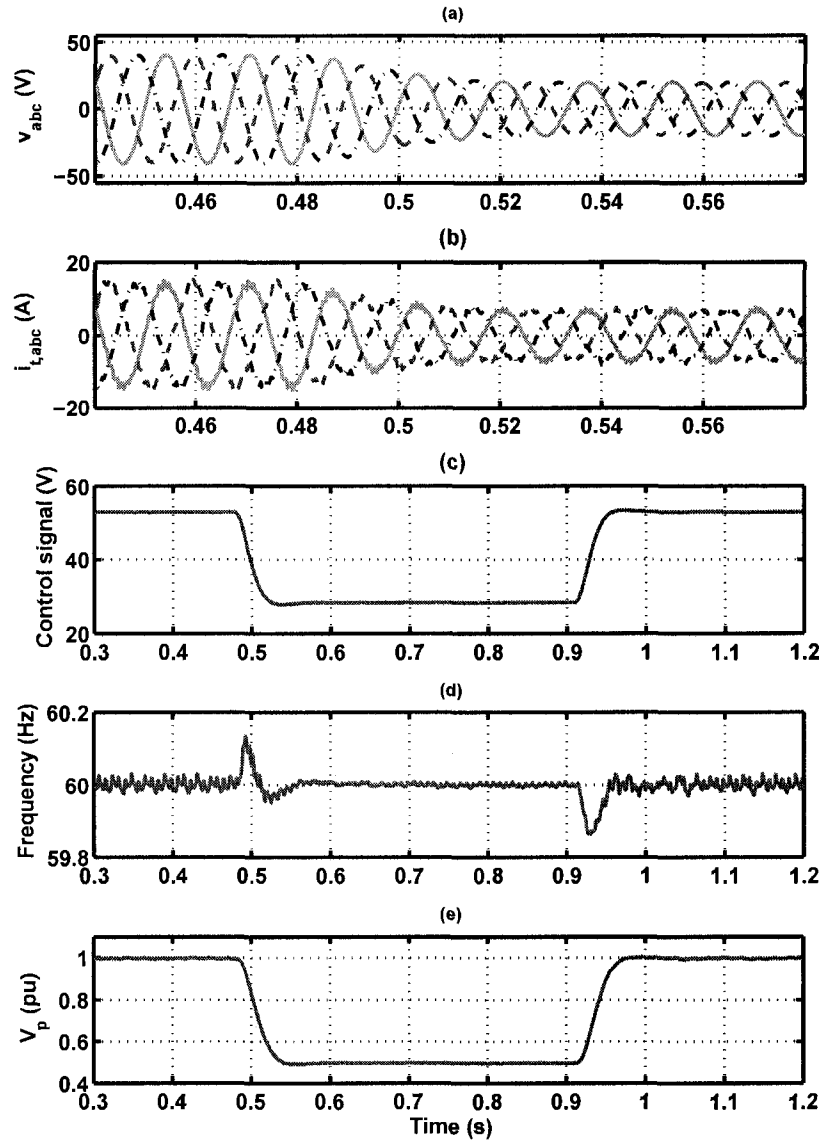 (a)
v_abc (V)
50
0
−50
0.46 0.48 0.5 0.52 0.54 0.56
(b)
i_t,abc (A)
20
0
−20
0.46 0.48 0.5 0.52 0.54 0.56
(c)
Control signal (V)
60
40
20
0.3 0.4 0.5 0.6 0.7 0.8 0.9 1 1.1 1.2
(d)
Frequency (Hz)
60.2
60
59.8
0.3 0.4 0.5 0.6 0.7 0.8 0.9 1 1.1 1.2
(e)
V_p (pu)
1
0.8
0.6
0.4
0.3 0.4 0.5 0.6 0.7 0.8 0.9 1 1.1 1.2
Time (s)